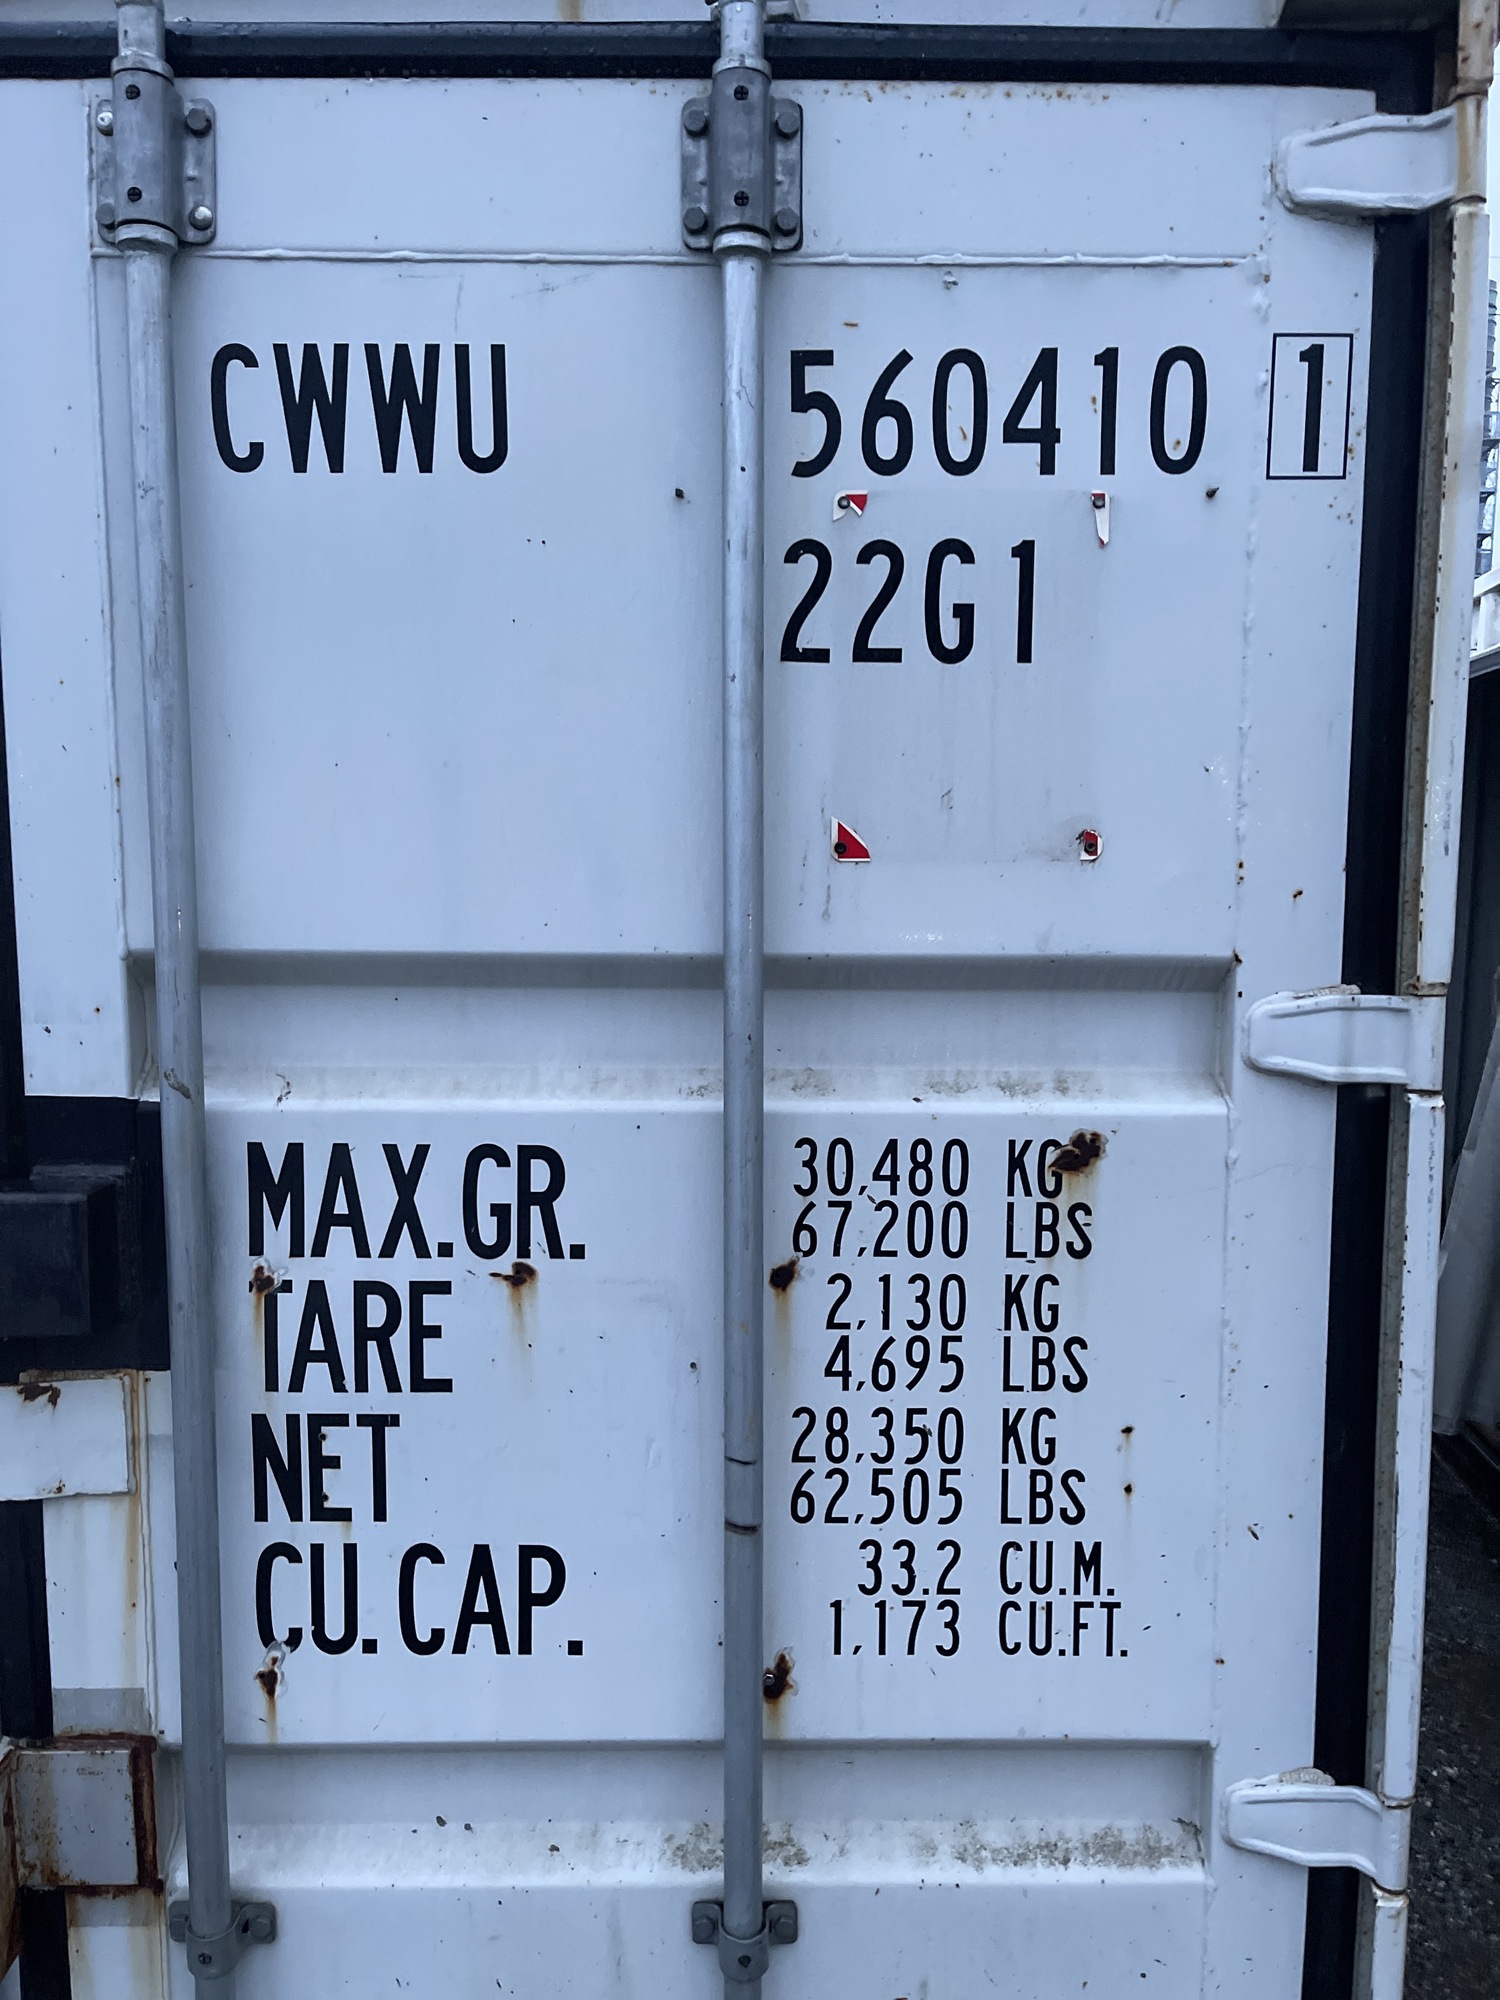 CWWU 560410 1
22G1
MAX.GR. 30,480 KG
67,200 LBS
TARE 2,130 KG
4,695 LBS
NET 28,350 KG
62,505 LBS
CU.CAP. 33.2 CU.M.
1,173 CU.FT.